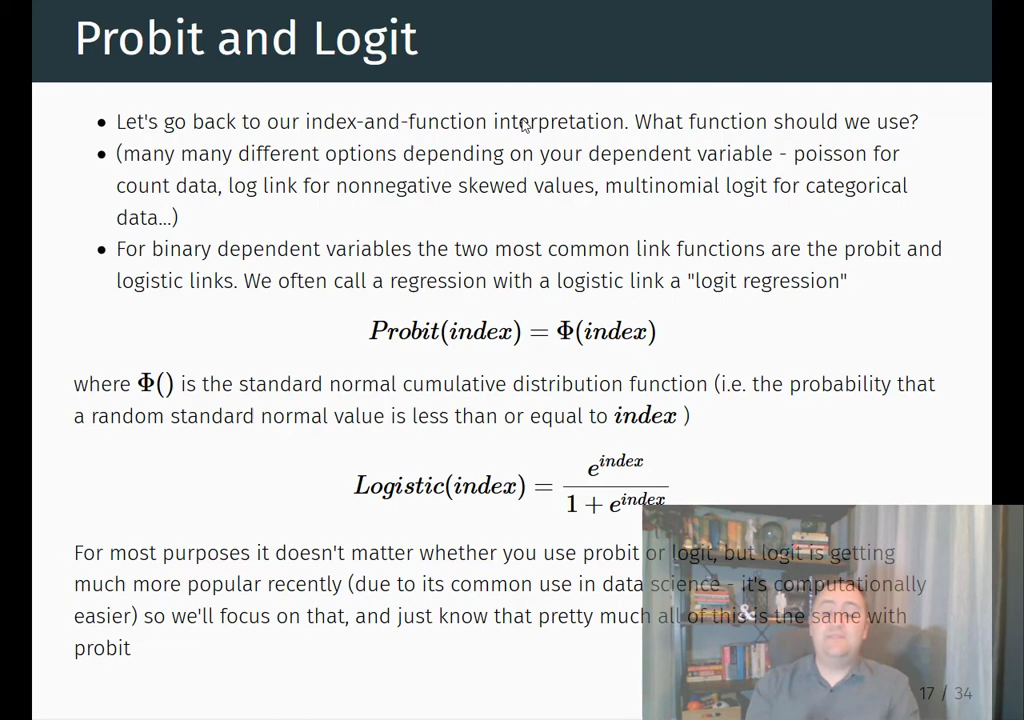 Probit and Logit
Let's go back to our index-and-function interpretation. What function should we use?
(many many different options depending on your dependent variable - poisson for
count data, log link for nonnegative skewed values, multinomial logit for categorical
data...)
For binary dependent variables the two most common link functions are the probit and
logistic links. We often call a regression with a logistic link a "logit regression"
Probit(index) = Φ(index)
where Φ() is the standard normal cumulative distribution function (i.e. the probability that
a random standard normal value is less than or equal to index )
Logistic(index) = e^{index} / (1 + e^{index})
For most purposes it doesn't matter whether you use probit or logit, but logit is getting
much more popular recently (due to its common use in data science - it's computationally
easier) so we'll focus on that, and just know that pretty much all of this is the same with
probit
&
17 / 34